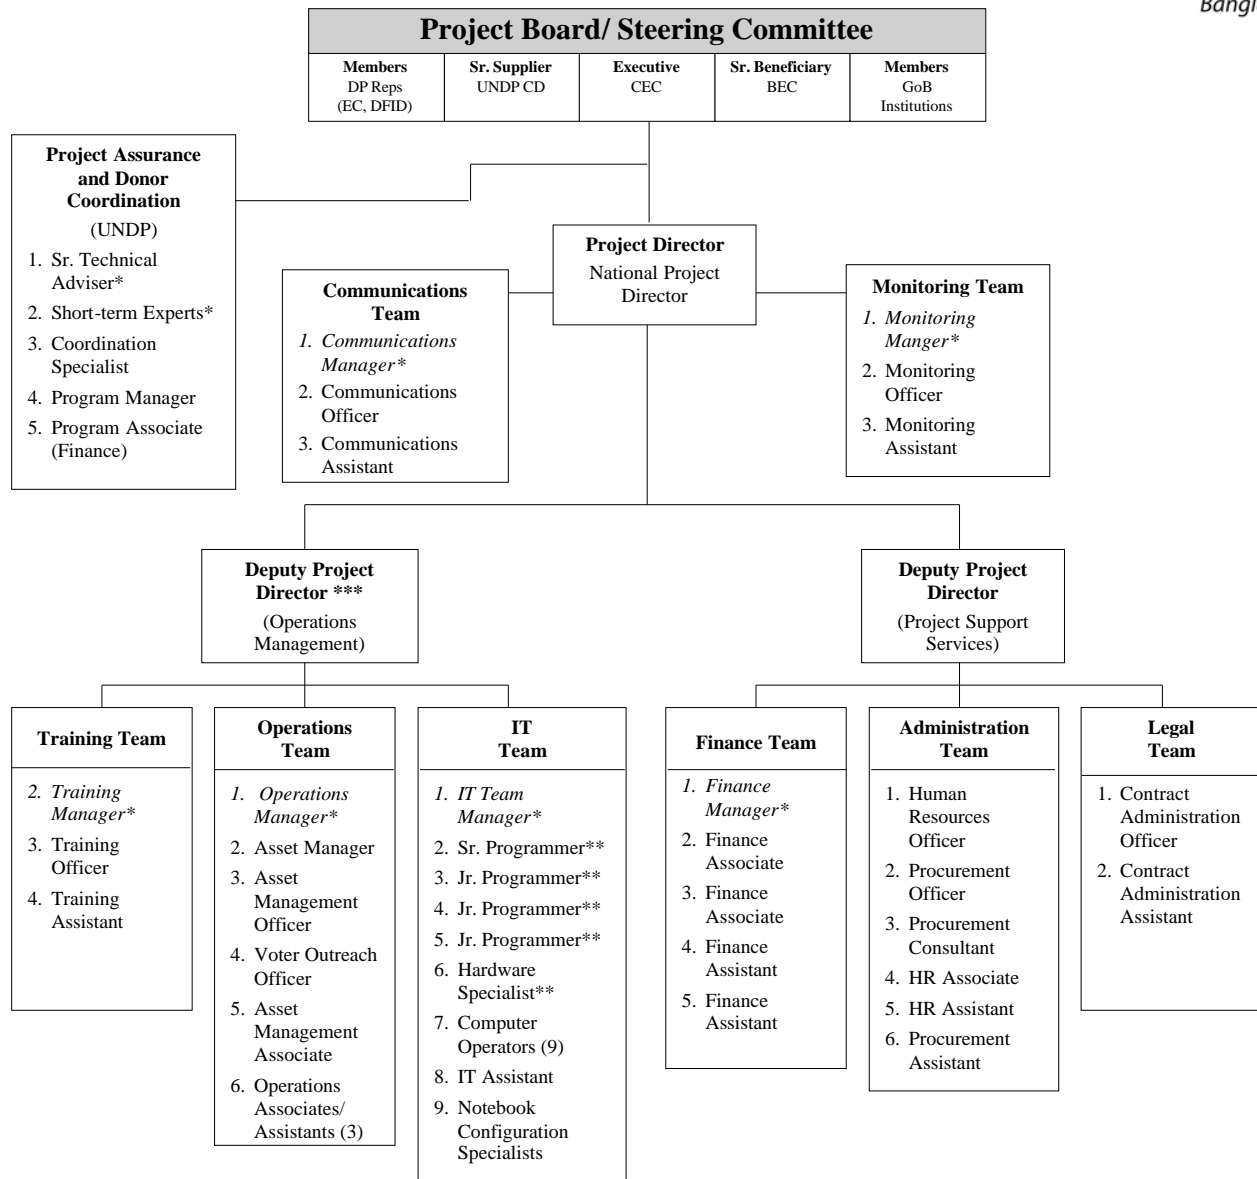 Bangl
Project Board/ Steering Committee
Members
DP Reps
(EC, DFID)
Sr. Supplier
UNDP CD
Executive
CEC
Sr. Beneficiary
BEC
Members
GoB
Institutions
Project Assurance
and Donor
Coordination
(UNDP)
1. Sr. Technical
Adviser*
2. Short-term Experts*
3. Coordination
Specialist
4. Program Manager
5. Program Associate
(Finance)
Project Director
National Project
Director
Communications
Team
1. Communications
Manager*
2. Communications
Officer
3. Communications
Assistant
Monitoring Team
1. Monitoring
Manger*
2. Monitoring
Officer
3. Monitoring
Assistant
Deputy Project
Director ***
(Operations
Management)
Deputy Project
Director
(Project Support
Services)
Training Team
2. Training
Manager*
3. Training
Officer
4. Training
Assistant
Operations
Team
1. Operations
Manager*
2. Asset Manager
3. Asset
Management
Officer
4. Voter Outreach
Officer
5. Asset
Management
Associate
6. Operations
Associates/
Assistants (3)
IT
Team
1. IT Team
Manager*
2. Sr. Programmer**
3. Jr. Programmer**
4. Jr. Programmer**
5. Jr. Programmer**
6. Hardware
Specialist**
7. Computer
Operators (9)
8. IT Assistant
9. Notebook
Configuration
Specialists
Finance Team
1. Finance
Manager*
2. Finance
Associate
3. Finance
Associate
4. Finance
Assistant
5. Finance
Assistant
Administration
Team
1. Human
Resources
Officer
2. Procurement
Officer
3. Procurement
Consultant
4. HR Associate
5. HR Assistant
6. Procurement
Assistant
Legal
Team
1. Contract
Administration
Officer
2. Contract
Administration
Assistant